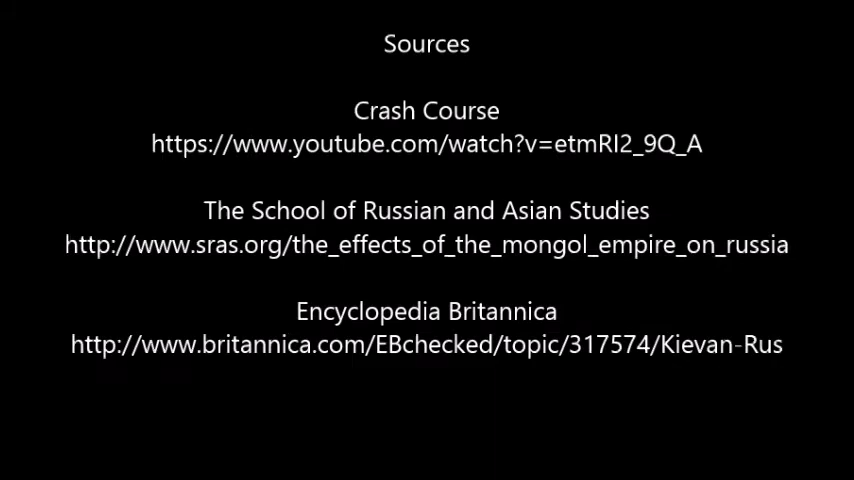 Sources
Crash Course
https://www.youtube.com/watch?v=etmRI2_9Q_A
The School of Russian and Asian Studies
http://www.sras.org/the_effects_of_the_mongol_empire_on_russia
Encyclopedia Britannica
http://www.britannica.com/EBchecked/topic/317574/Kievan-Rus